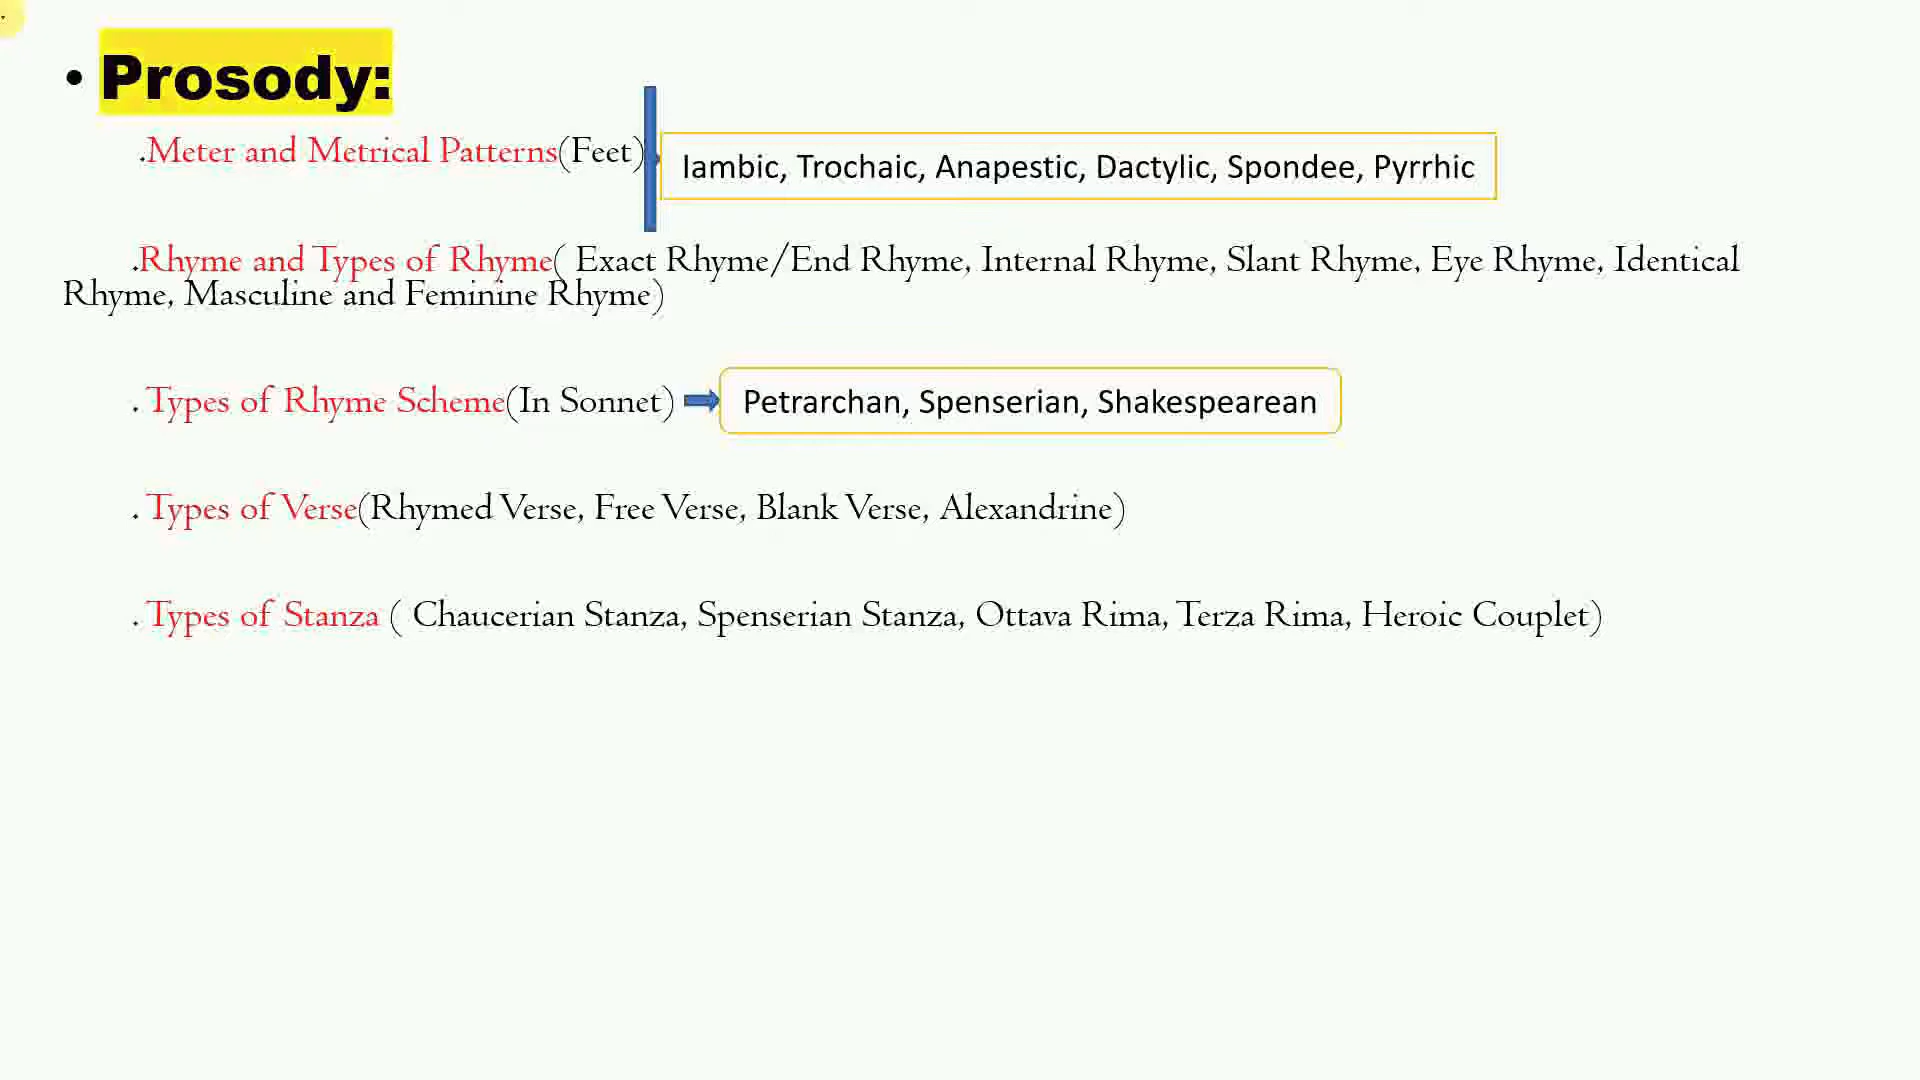 • Prosody:
.Meter and Metrical Patterns(Feet) Iambic, Trochaic, Anapestic, Dactylic, Spondee, Pyrrhic
.Rhyme and Types of Rhyme( Exact Rhyme/End Rhyme, Internal Rhyme, Slant Rhyme, Eye Rhyme, Identical
Rhyme, Masculine and Feminine Rhyme)
. Types of Rhyme Scheme(In Sonnet) Petrarchan, Spenserian, Shakespearean
. Types of Verse(Rhymed Verse, Free Verse, Blank Verse, Alexandrine)
. Types of Stanza ( Chaucerian Stanza, Spenserian Stanza, Ottava Rima, Terza Rima, Heroic Couplet)